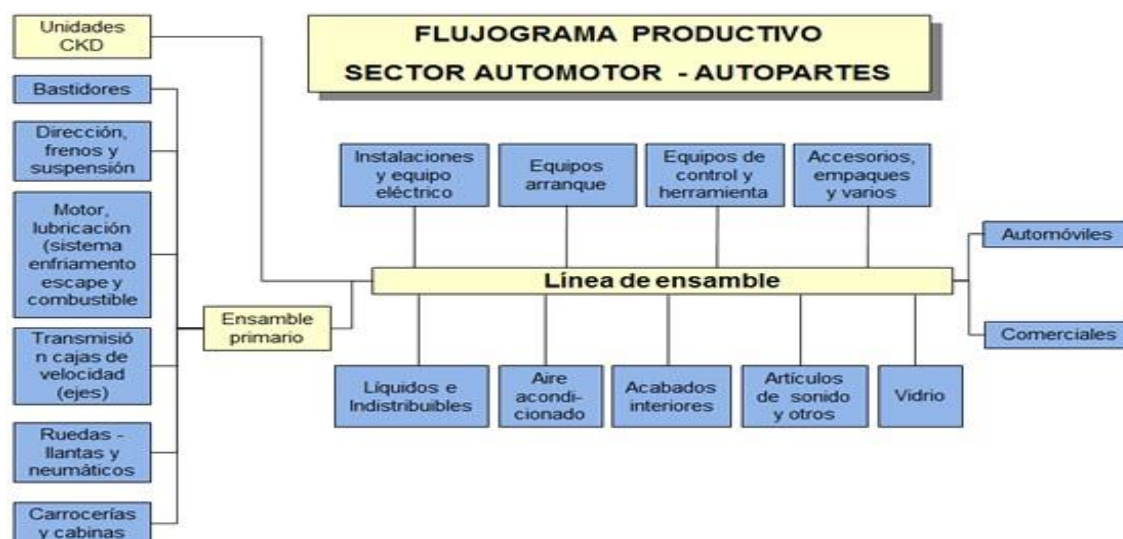 Unidades
CKD
FLUJOGRAMA PRODUCTIVO
SECTOR AUTOMOTOR - AUTOPARTES
Bastidores
Dirección,
frenos y
suspensión
Motor,
lubricación
(sistema
enfriamento
escape y
combustible
Transmisió
n cajas de
velocidad
(ejes)
Ruedas -
llantas y
neumáticos
Carrocerías
y cabinas
Ensamble
primario
Instalaciones
y equipo
eléctrico
Equipos
arranque
Equipos de
control y
herramienta
Accesorios,
empaques
y varios
Línea de ensamble
Líquidos e
Indistribuibles
Aire
acondi-
cionado
Acabados
interiores
Artículos
de sonido
y otros
Vidrio
Automóviles
Comerciales